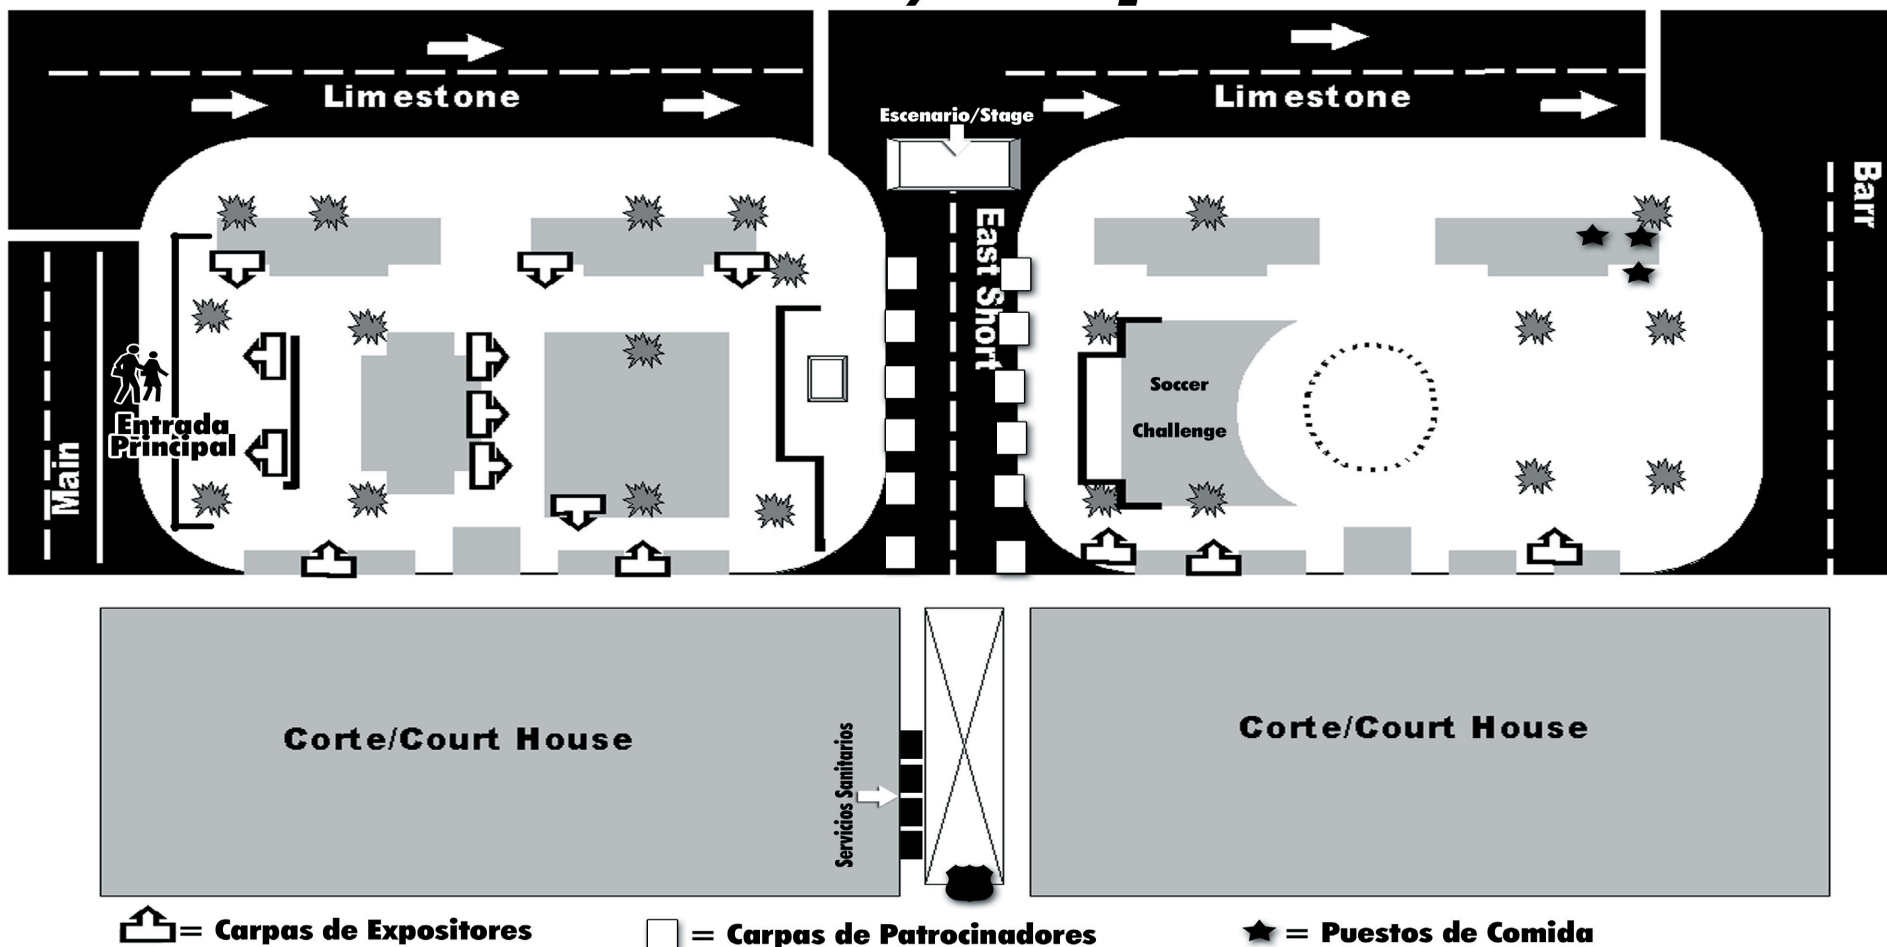 Limestone
Limestone
Escenario/Stage
Barr
East Short
Soccer
Challenge
Entrada
Principal
Main
Corte/Court House
Corte/Court House
Servicios Sanitarios
= Carpas de Expositores
= Carpas de Patrocinadores
= Puestos de Comida